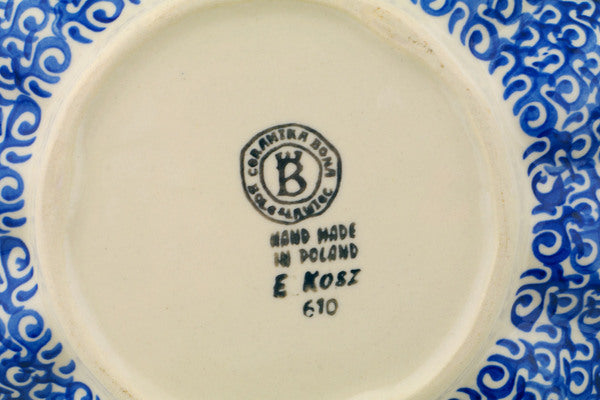 CERAMIKA BONA
BOLESŁAWIEC
B
HAND MADE
IN POLAND
E KOSZ
610